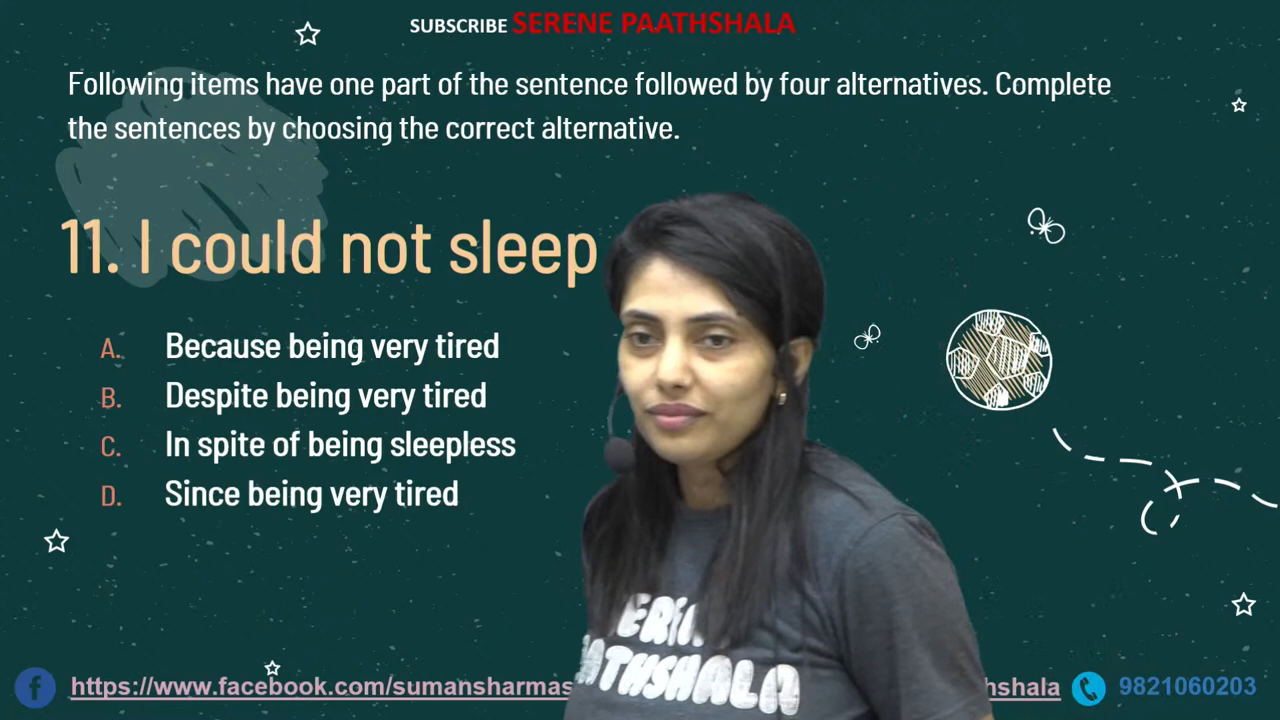 SUBSCRIBE SERENE PAATHSHALA
Following items have one part of the sentence followed by four alternatives. Complete
the sentences by choosing the correct alternative.
11. I could not sleep
A. Because being very tired
B. Despite being very tired
C. In spite of being sleepless
D. Since being very tired
ATHSHALA
https://www.facebook.com/sumansharmas hshala 9821060203